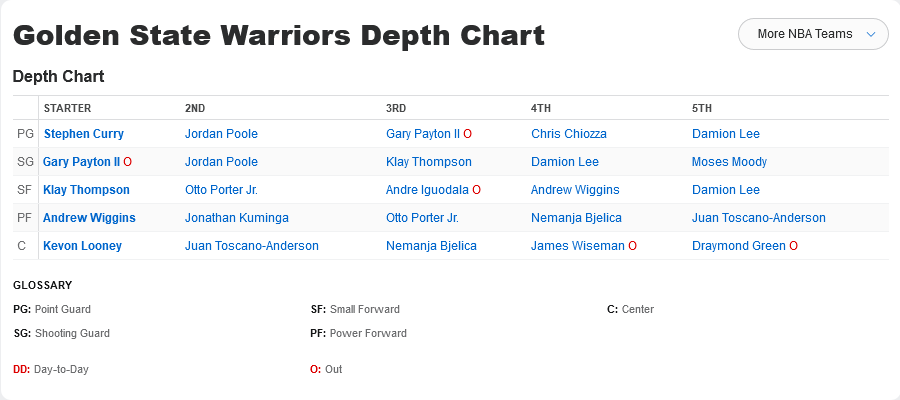 Golden State Warriors Depth Chart
More NBA Teams
Depth Chart
STARTER 2ND 3RD 4TH 5TH
PG Stephen Curry Jordan Poole Gary Payton II O Chris Chiozza Damion Lee
SG Gary Payton II O Jordan Poole Klay Thompson Damion Lee Moses Moody
SF Klay Thompson Otto Porter Jr. Andre Iguodala O Andrew Wiggins Damion Lee
PF Andrew Wiggins Jonathan Kuminga Otto Porter Jr. Nemanja Bjelica Juan Toscano-Anderson
C Kevon Looney Juan Toscano-Anderson Nemanja Bjelica James Wiseman O Draymond Green O
GLOSSARY
PG: Point Guard SF: Small Forward C: Center
SG: Shooting Guard PF: Power Forward
DD: Day-to-Day O: Out